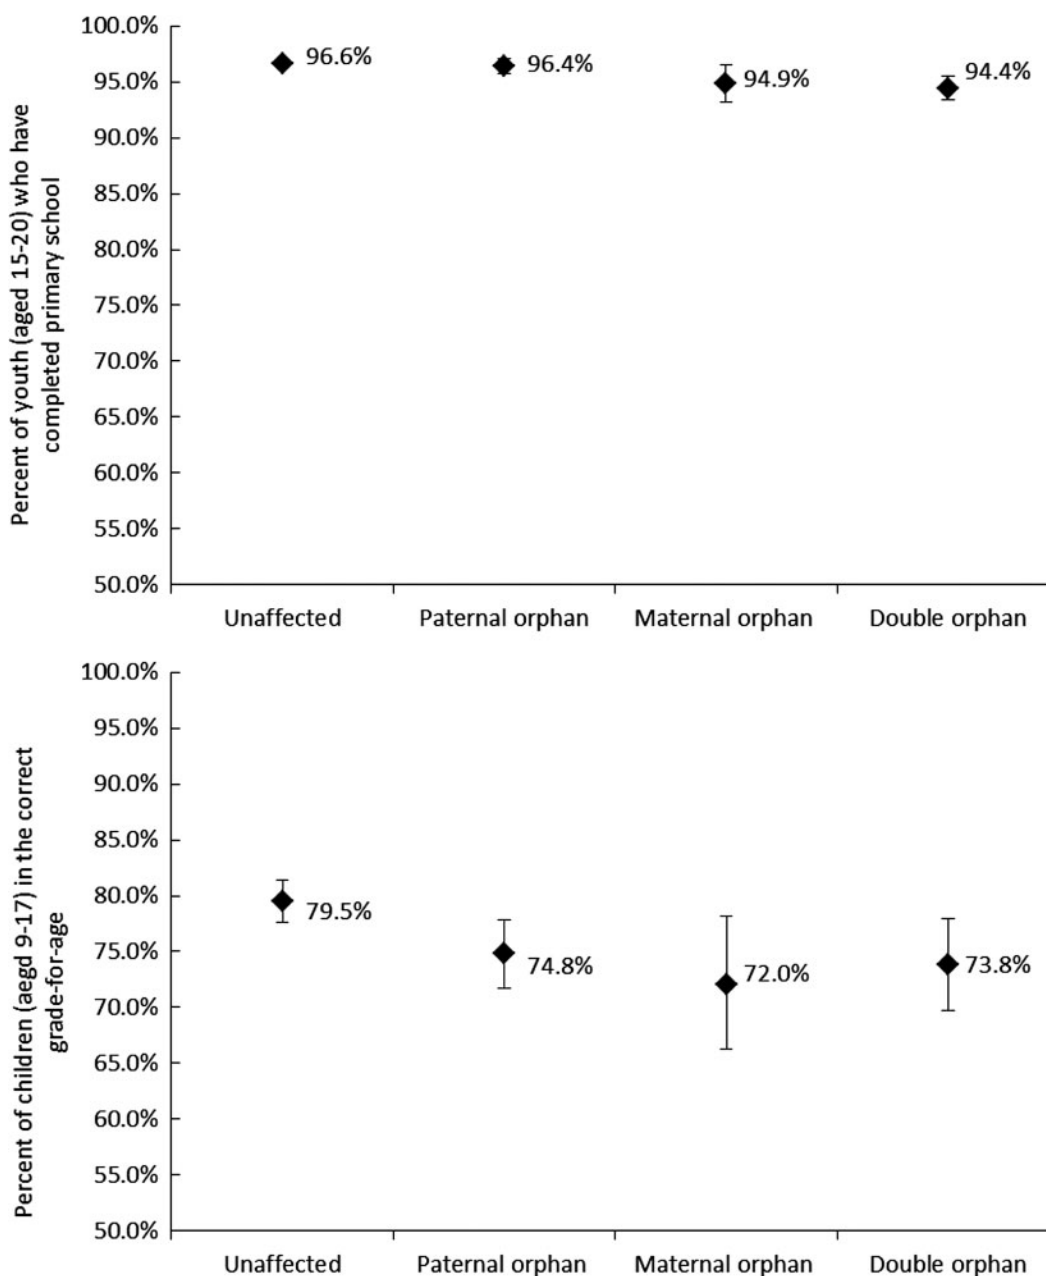 Percent of youth (aged 15-20) who have
completed primary school
100.0%
95.0%
90.0%
85.0%
80.0%
75.0%
70.0%
65.0%
60.0%
55.0%
50.0%
96.6%
96.4%
94.9%
94.4%
Unaffected
Paternal orphan
Maternal orphan
Double orphan
Percent of children (aegd 9-17) in the correct
grade-for-age
100.0%
95.0%
90.0%
85.0%
80.0%
75.0%
70.0%
65.0%
60.0%
55.0%
50.0%
79.5%
74.8%
72.0%
73.8%
Unaffected
Paternal orphan
Maternal orphan
Double orphan